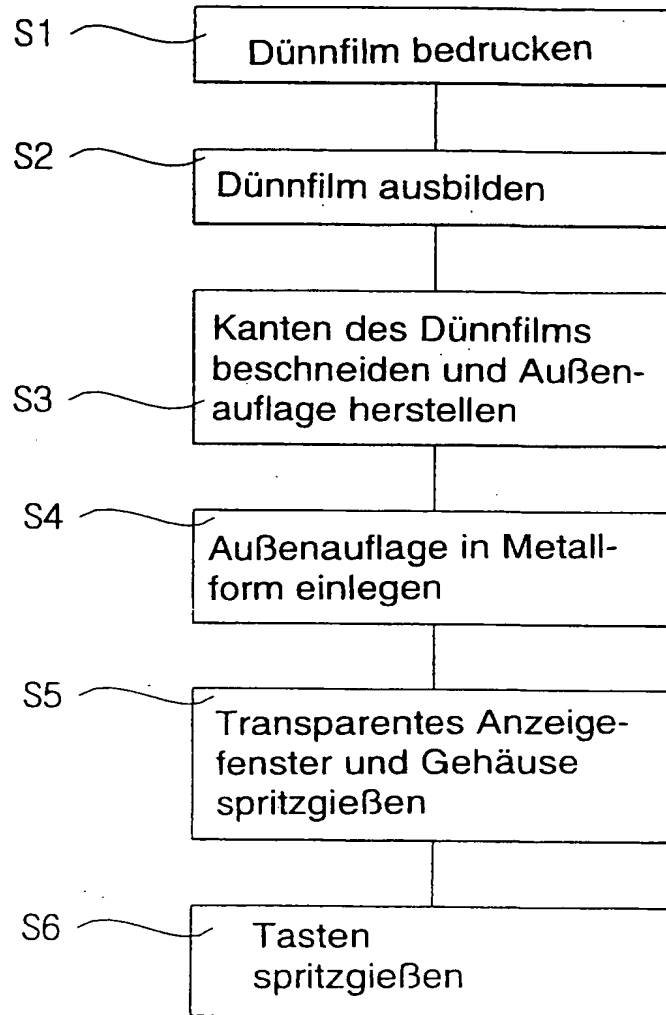 S1
Dünnfilm bedrucken
S2
Dünnfilm ausbilden
Kanten des Dünnfilms
beschneiden und Außen-
S3
auflage herstellen
S4
Außenauflage in Metall-
form einlegen
S5
Transparentes Anzeige-
fenster und Gehäuse
spritzgießen
S6
Tasten
spritzgießen